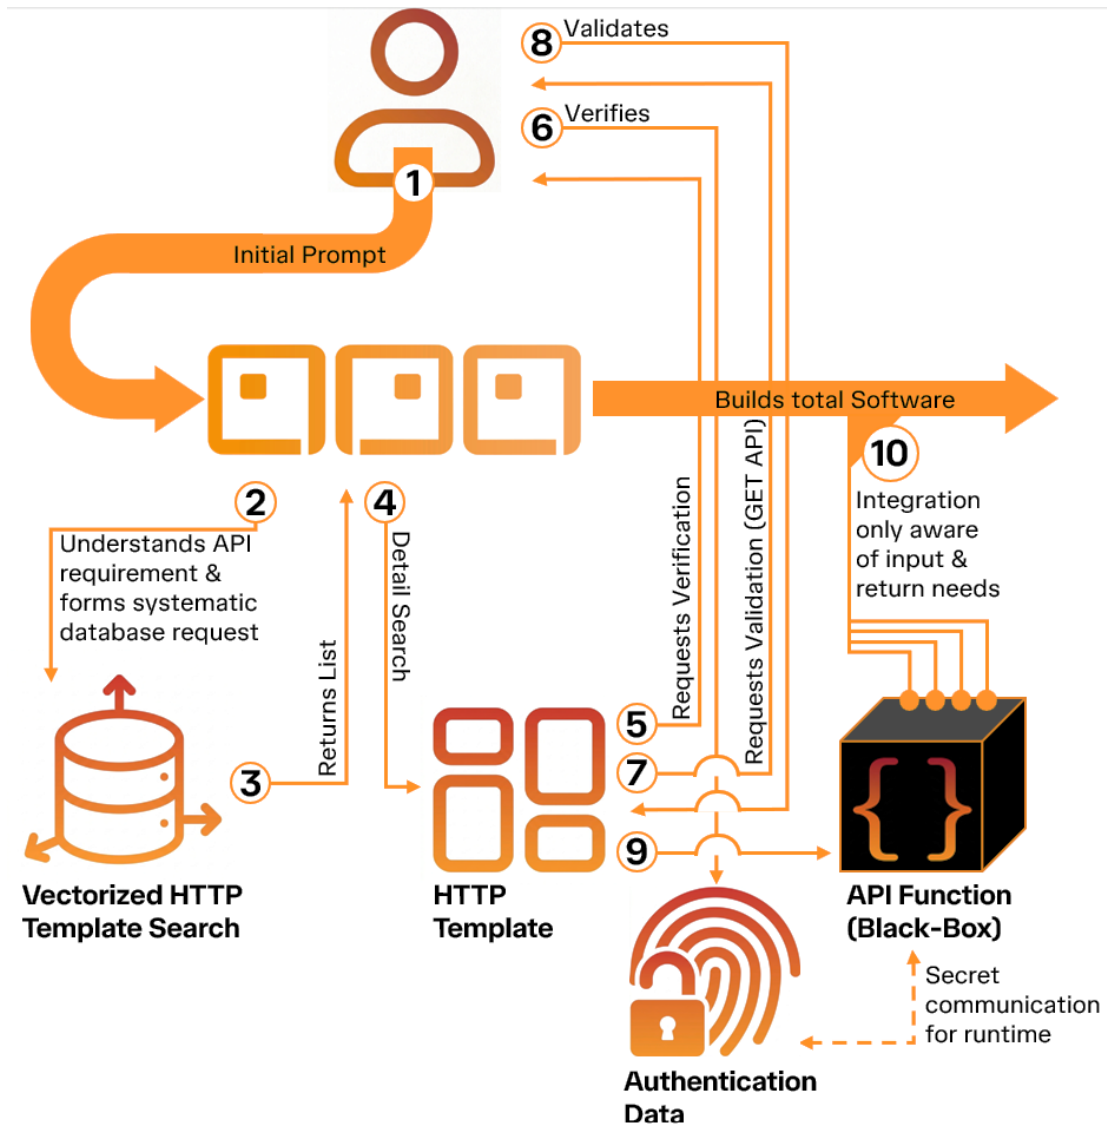 8 Validates
6 Verifies
1
Initial Prompt
Builds total Software
10
Integration
only aware
of input &
return needs
2
Understands API
requirement &
forms systematic
database request
4
Detail Search
3
Returns List
5
Requests Verification
7
Requests Validation (GET API)
9
Vectorized HTTP
Template Search
HTTP
Template
API Function
(Black-Box)
{ }
Secret
communication
for runtime
Authentication
Data